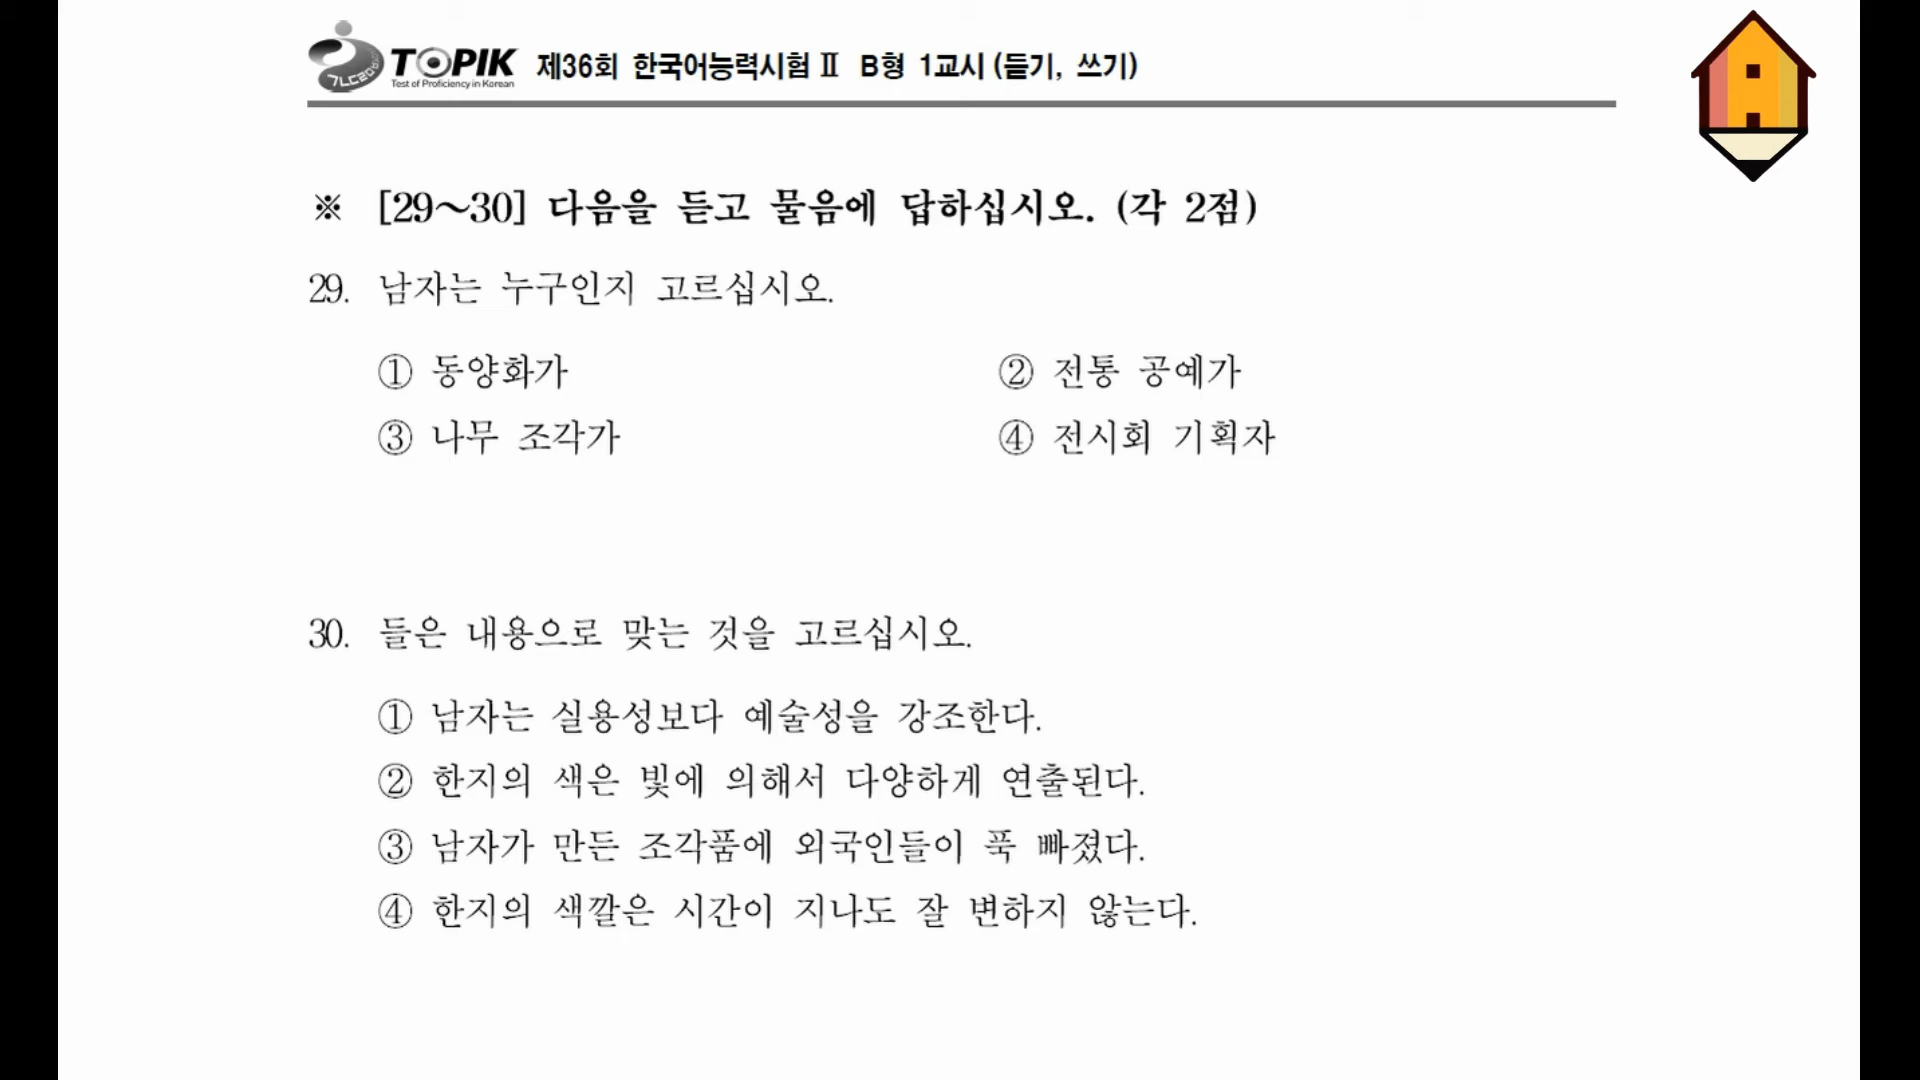 TOPIK 제36회 한국어능력시험 Ⅱ B형 1교시 (듣기, 쓰기)
Test of Proficiency in Korean
※ [29～30] 다음을 듣고 물음에 답하십시오. (각 2점)
29. 남자는 누구인지 고르십시오.
① 동양화가 ② 전통 공예가
③ 나무 조각가 ④ 전시회 기획자
30. 들은 내용으로 맞는 것을 고르십시오.
① 남자는 실용성보다 예술성을 강조한다.
② 한지의 색은 빛에 의해서 다양하게 연출된다.
③ 남자가 만든 조각품에 외국인들이 푹 빠졌다.
④ 한지의 색깔은 시간이 지나도 잘 변하지 않는다.